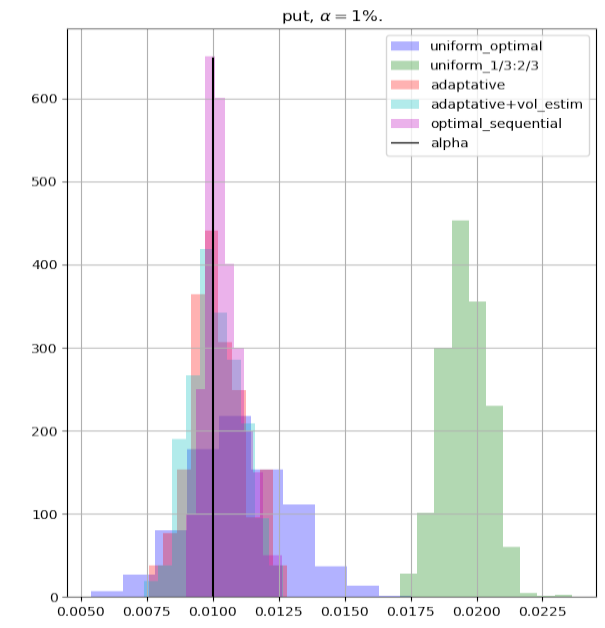 put, α = 1%.
uniform_optimal
uniform_1/3:2/3
adaptative
adaptative+vol_estim
optimal_sequential
alpha
600
500
400
300
200
100
0
0.0050 0.0075 0.0100 0.0125 0.0150 0.0175 0.0200 0.0225